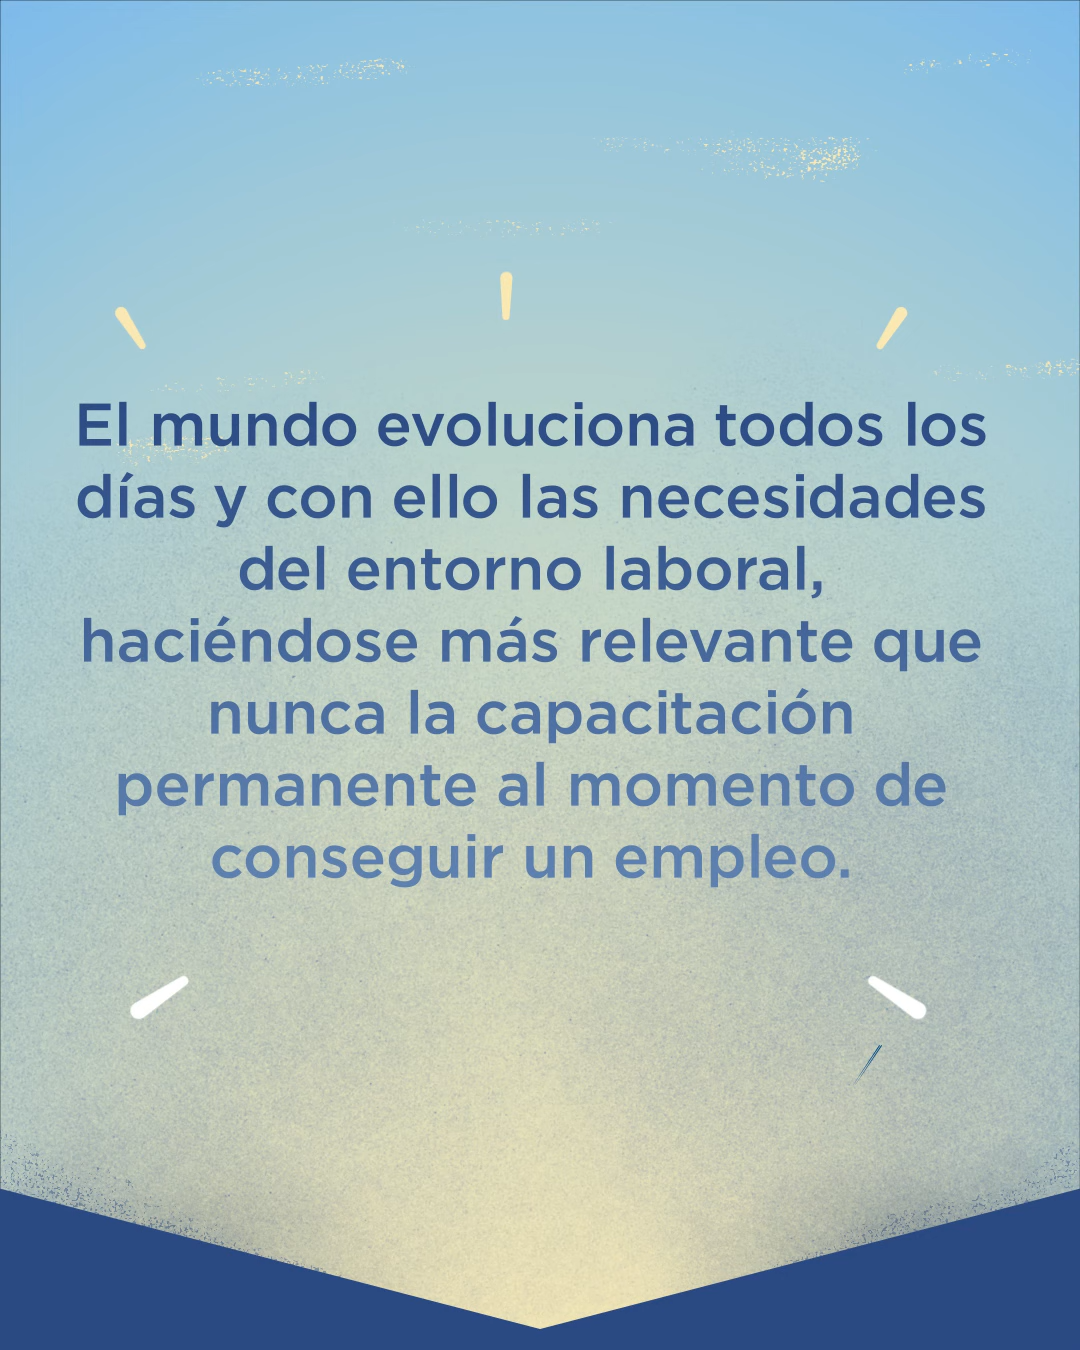 El mundo evoluciona todos los
días y con ello las necesidades
del entorno laboral,
haciéndose más relevante que
nunca la capacitación
permanente al momento de
conseguir un empleo.